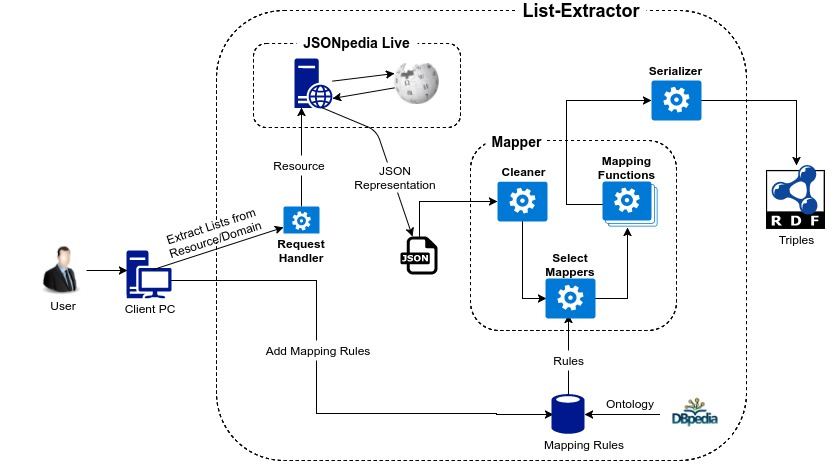 List-Extractor
JSONpedia Live
Serializer
Mapper
Cleaner
Mapping
Functions
Resource
JSON
Representation
RDF
Triples
Extract Lists from
Resource/Domain
Request
Handler
JSON
Select
Mappers
User
Client PC
Add Mapping Rules
Rules
Ontology
DBpedia
Mapping Rules